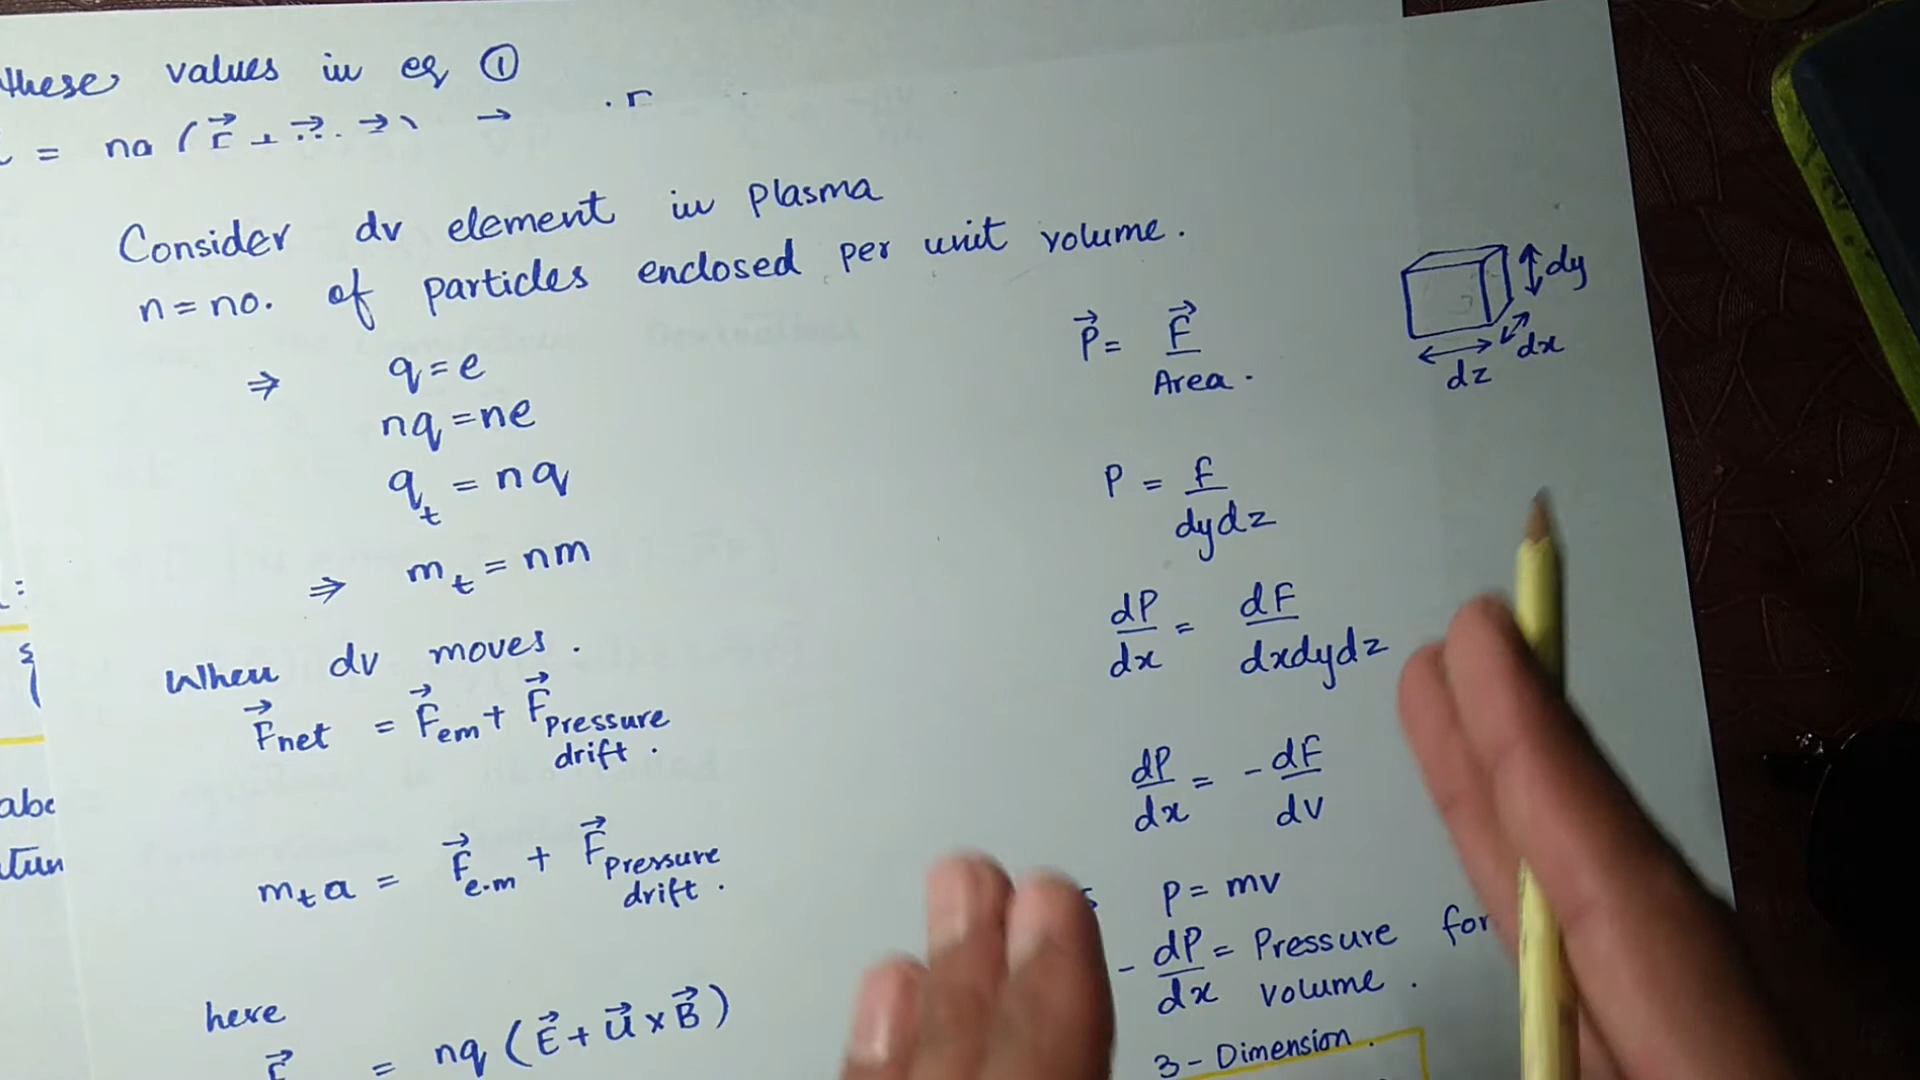 these values in eq ①
= na (
Consider dv element in plasma
n = no. of particles enclosed per unit volume.
⇒ q = e
nq = ne
q_t = nq
⇒ m_t = nm
When dv moves.
F⃗net = F⃗em + F⃗Pressure drift.
m_t a = F⃗e.m + F⃗Pressure drift.
here
= nq (E⃗ + U⃗ × B⃗)
dy
dx
dz
P⃗ = F⃗ / Area.
P = F / dydz
dP/dx = dF / dxdydz
dP/dx = - dF/dv
P = mv
- dP/dx = Pressure for
volume.
3 - Dimension.